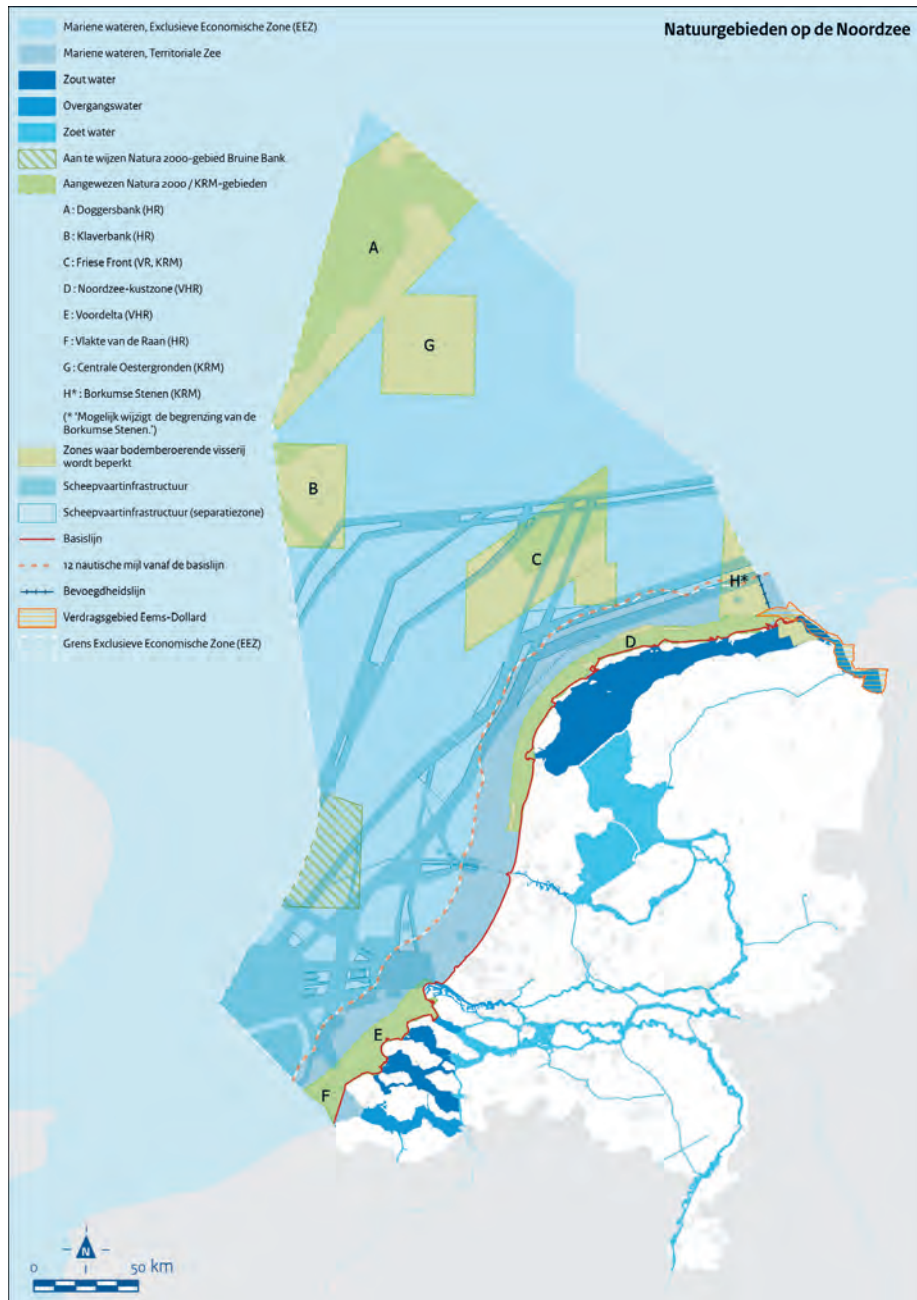 Natuurgebieden op de Noordzee
Mariene wateren, Exclusieve Economische Zone (EEZ)
Mariene wateren, Territoriale Zee
Zout water
Overgangswater
Zoet water
Aan te wijzen Natura 2000-gebied Bruine Bank
Aangewezen Natura 2000 / KRM-gebieden
A : Doggersbank (HR)
B : Klaverbank (HR)
C : Friese Front (VR, KRM)
D : Noordzee-kustzone (VHR)
E : Voordelta (VHR)
F : Vlakte van de Raan (HR)
G : Centrale Oestergronden (KRM)
H* : Borkumse Stenen (KRM)
(* 'Mogelijk wijzigt de begrenzing van de
Borkumse Stenen.')
Zones waar bodemberoerende visserij
wordt beperkt
Scheepvaartinfrastructuur
Scheepvaartinfrastructuur (separatiezone)
Basislijn
12 nautische mijl vanaf de basislijn
Bevoegdheidslijn
Verdragsgebied Eems-Dollard
Grens Exclusieve Economische Zone (EEZ)
A
G
B
C
H*
D
E
F
N
0 50 km